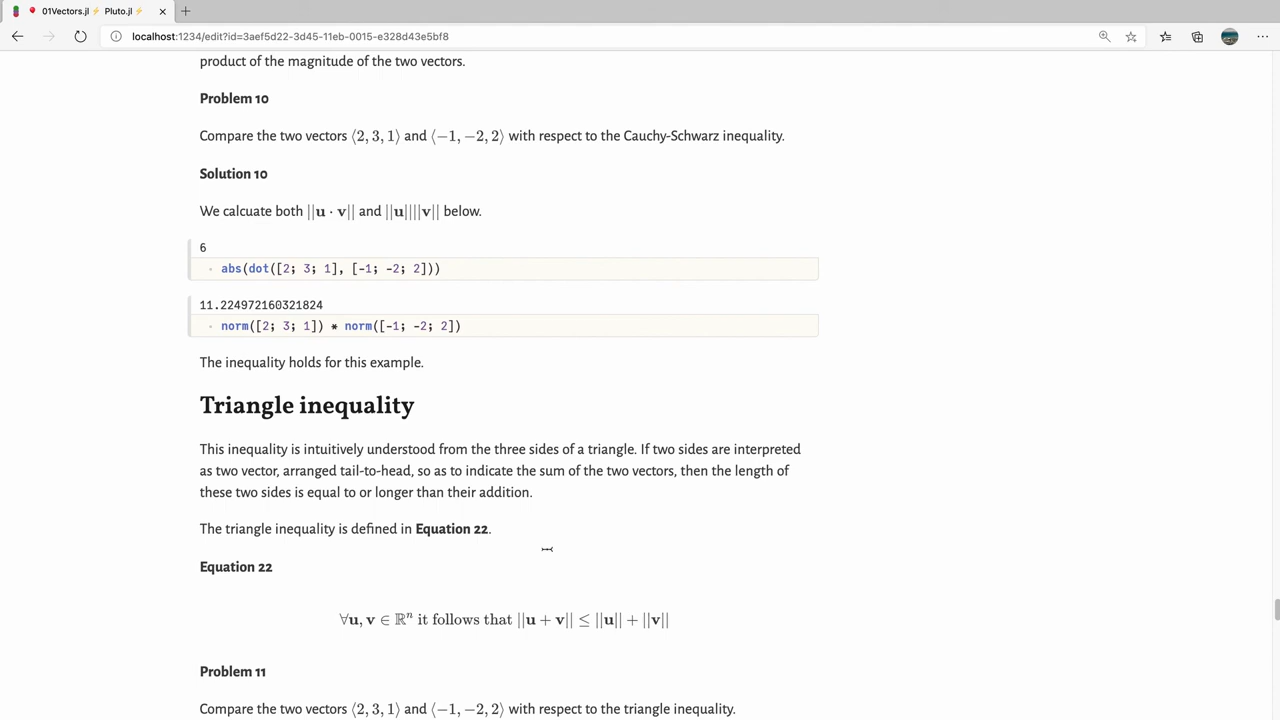 01Vectors.jl⚡ Pluto.jl⚡
localhost:1234/edit?id=3aef5d22-3d45-11eb-0015-e328d43e5bf8
product of the magnitude of the two vectors.
Problem 10
Compare the two vectors ⟨2, 3, 1⟩ and ⟨−1, −2, 2⟩ with respect to the Cauchy-Schwarz inequality.
Solution 10
We calcuate both ||u · v|| and ||u||||v|| below.
6
abs(dot([2; 3; 1], [-1; -2; 2]))
11.224972160321824
norm([2; 3; 1]) * norm([-1; -2; 2])
The inequality holds for this example.
Triangle inequality
This inequality is intuitively understood from the three sides of a triangle. If two sides are interpreted
as two vector, arranged tail-to-head, so as to indicate the sum of the two vectors, then the length of
these two sides is equal to or longer than their addition.
The triangle inequality is defined in Equation 22.
Equation 22
∀u, v ∈ ℝⁿ it follows that ||u + v|| ≤ ||u|| + ||v||
Problem 11
Compare the two vectors ⟨2, 3, 1⟩ and ⟨−1, −2, 2⟩ with respect to the triangle inequality.